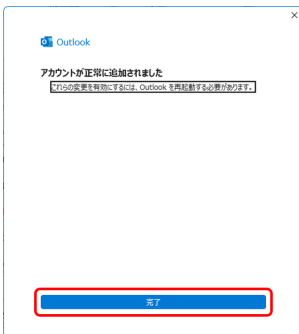 Outlook
アカウントが正常に追加されました
これらの変更を有効にするには、Outlook を再起動する必要があります。
完了